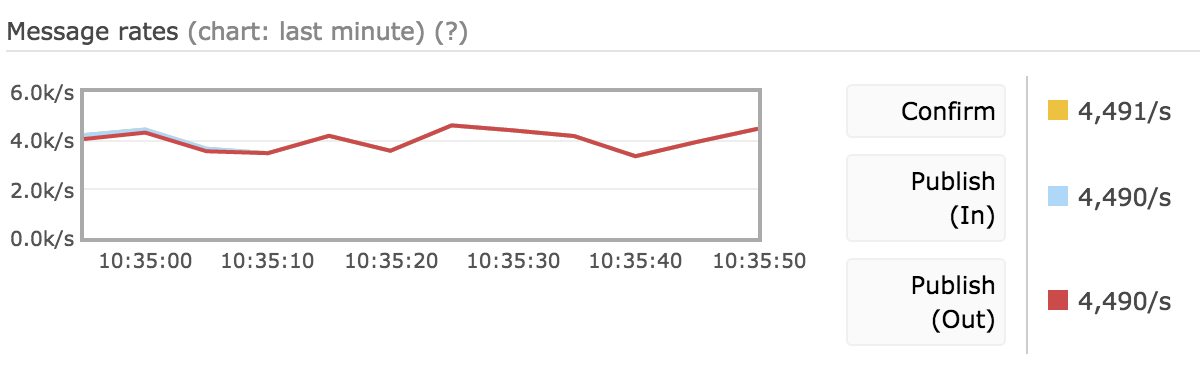 Message rates (chart: last minute) (?)
6.0k/s
4.0k/s
2.0k/s
0.0k/s
10:35:00 10:35:10 10:35:20 10:35:30 10:35:40 10:35:50
Confirm 4,491/s
Publish
(In) 4,490/s
Publish
(Out) 4,490/s